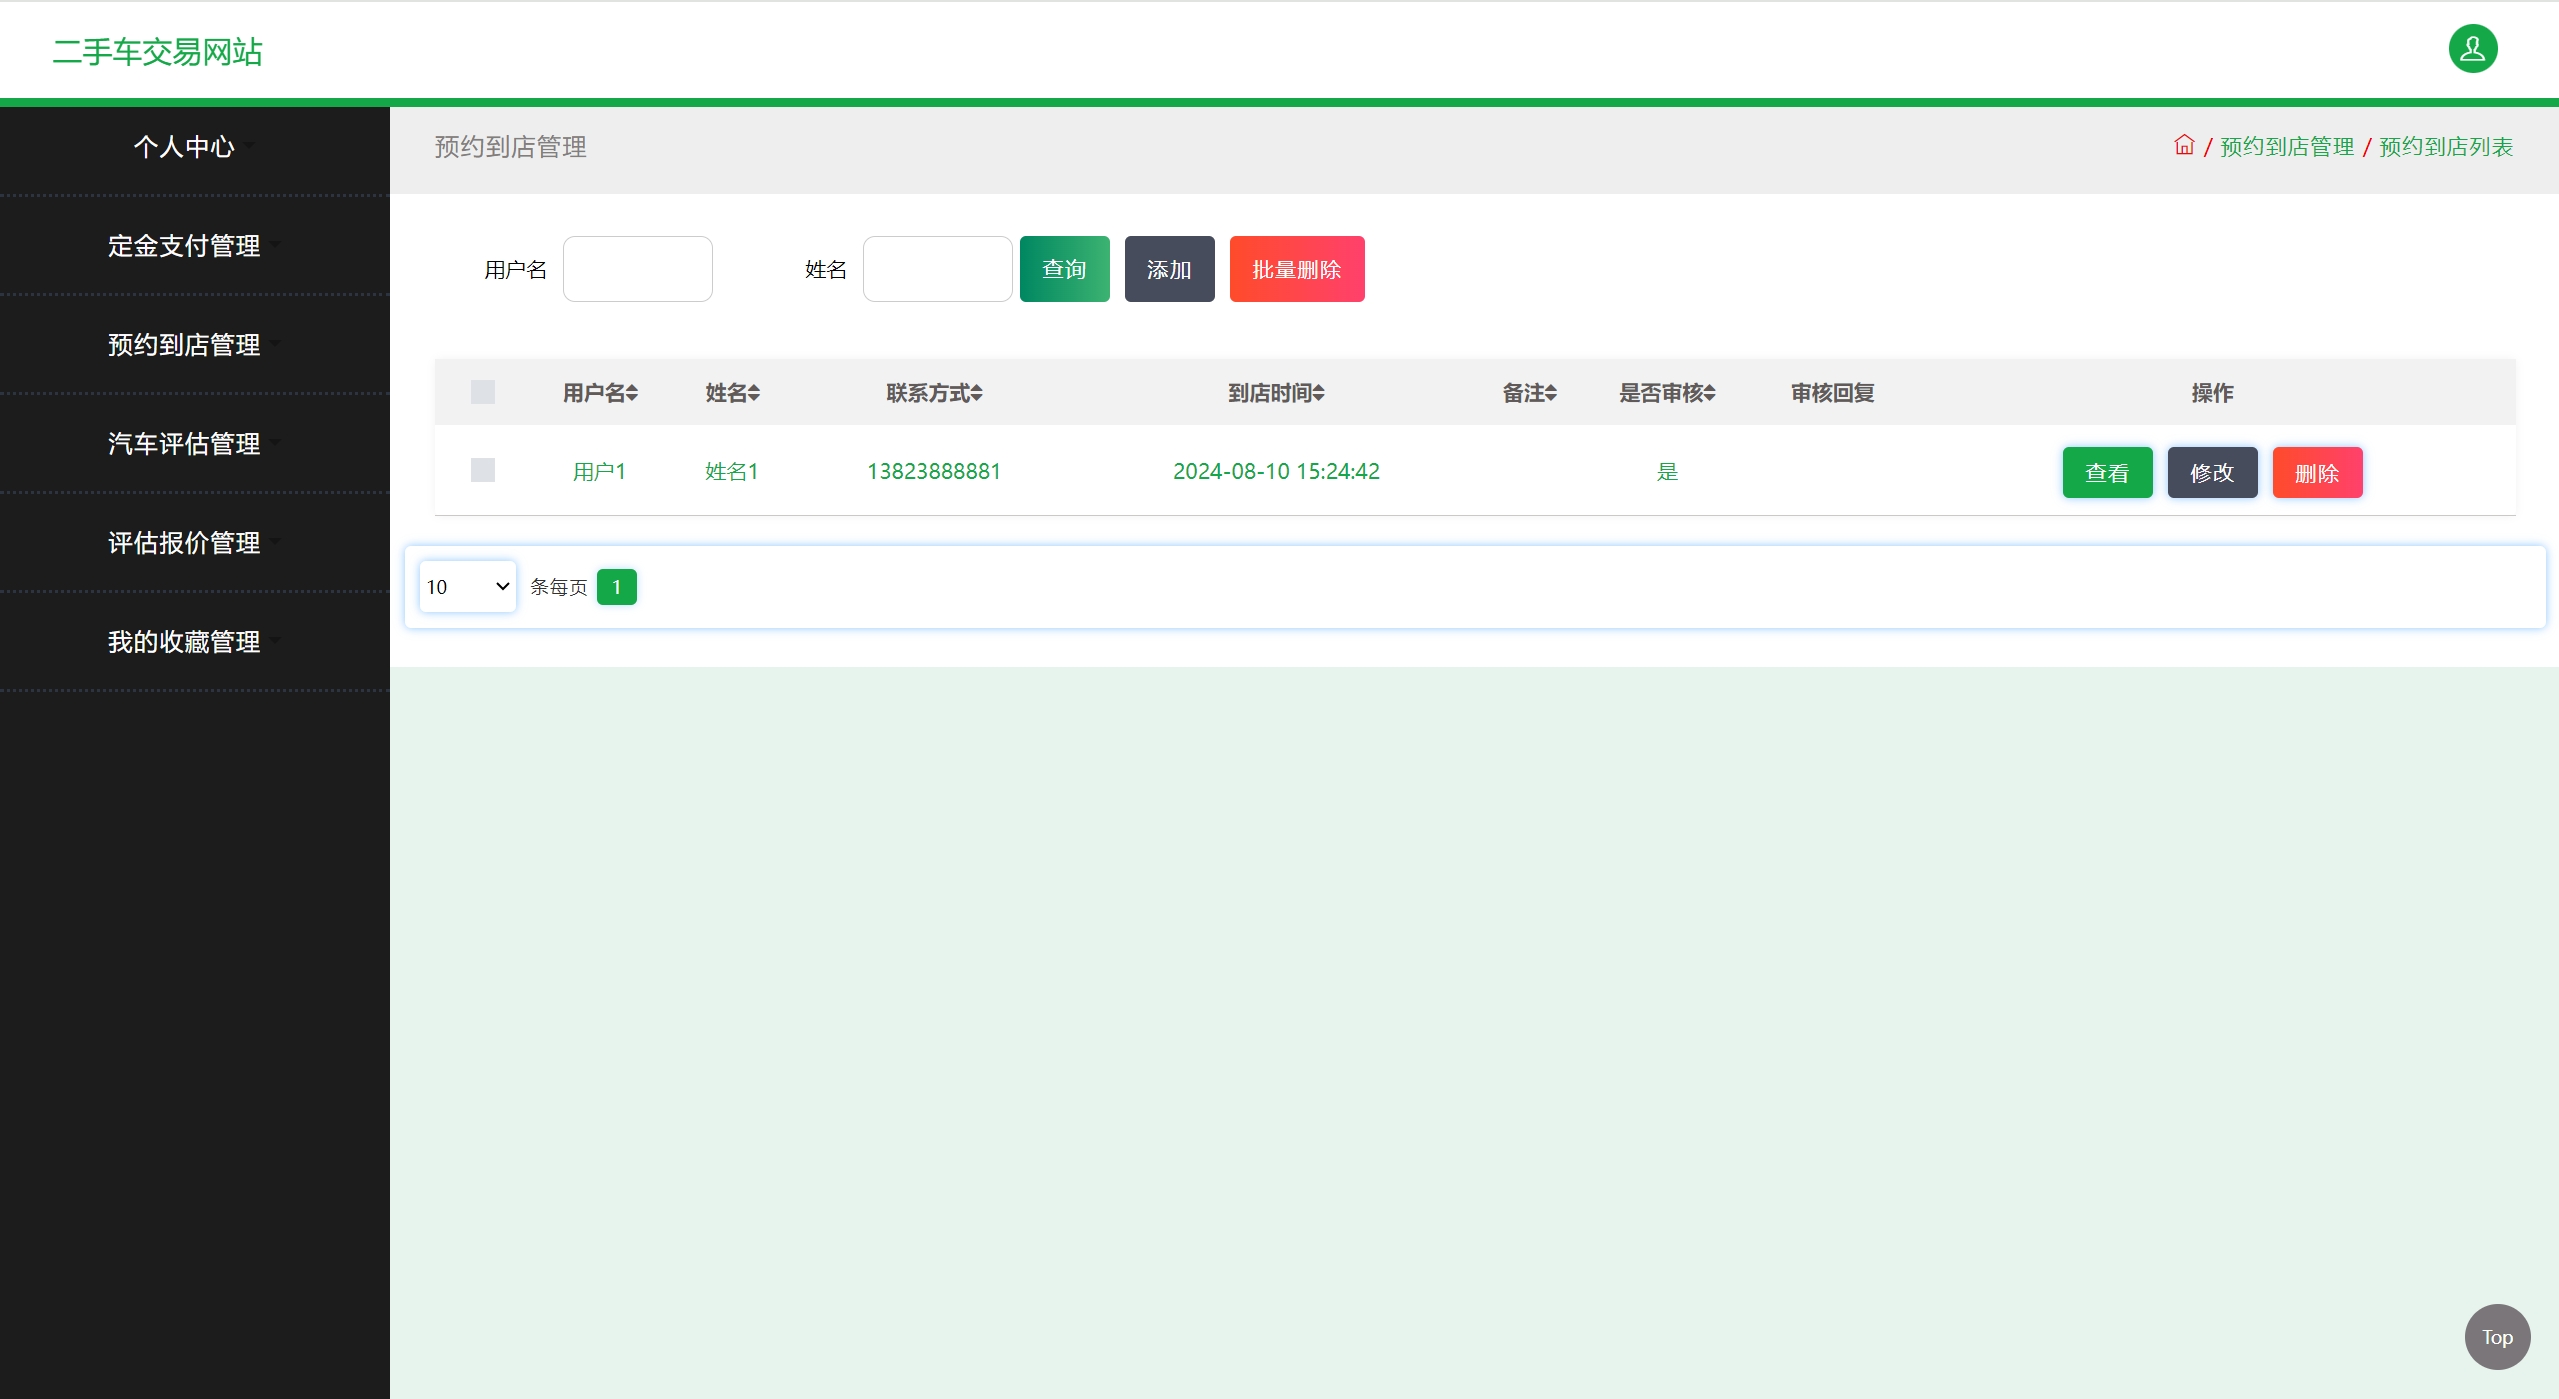 二手车交易网站
个人中心
定金支付管理
预约到店管理
汽车评估管理
评估报价管理
我的收藏管理
预约到店管理
/ 预约到店管理 / 预约到店列表
用户名 姓名 查询 添加 批量删除
用户名 姓名 联系方式 到店时间 备注 是否审核 审核回复 操作
用户1 姓名1 13823888881 2024-08-10 15:24:42 是 查看 修改 删除
10 条每页 1
Top